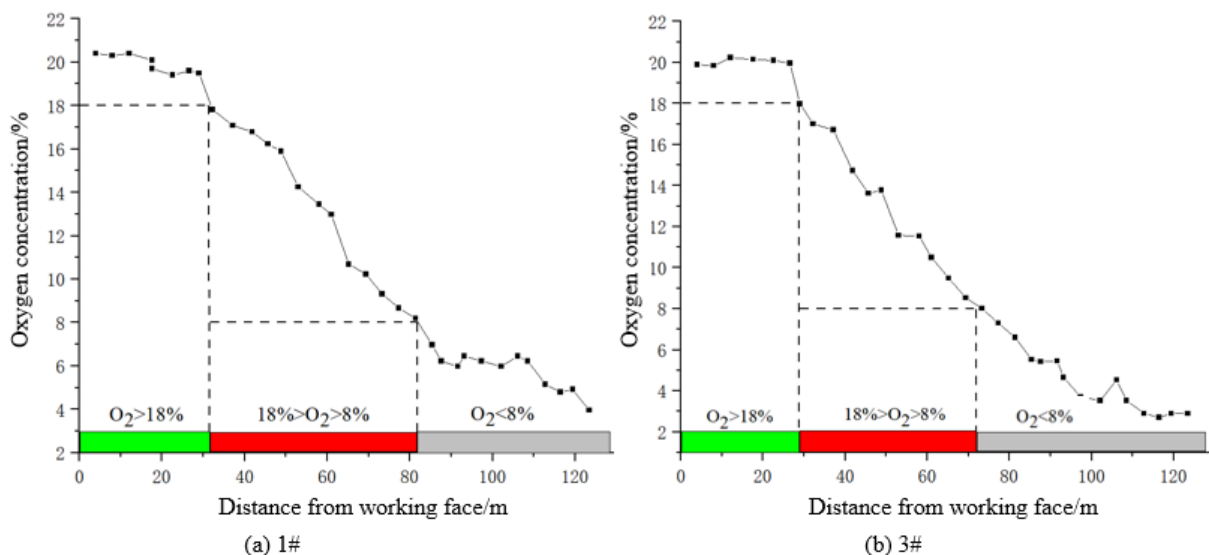 22
20
18
16
14
12
10
8
6
4
2
Oxygen concentration/%
O2>18%
18%>O2>8%
O2<8%
0 20 40 60 80 100 120
Distance from working face/m
(a) 1#
22
20
18
16
14
12
10
8
6
4
2
Oxygen concentration/%
O2>18%
18%>O2>8%
O2<8%
0 20 40 60 80 100 120
Distance from working face/m
(b) 3#